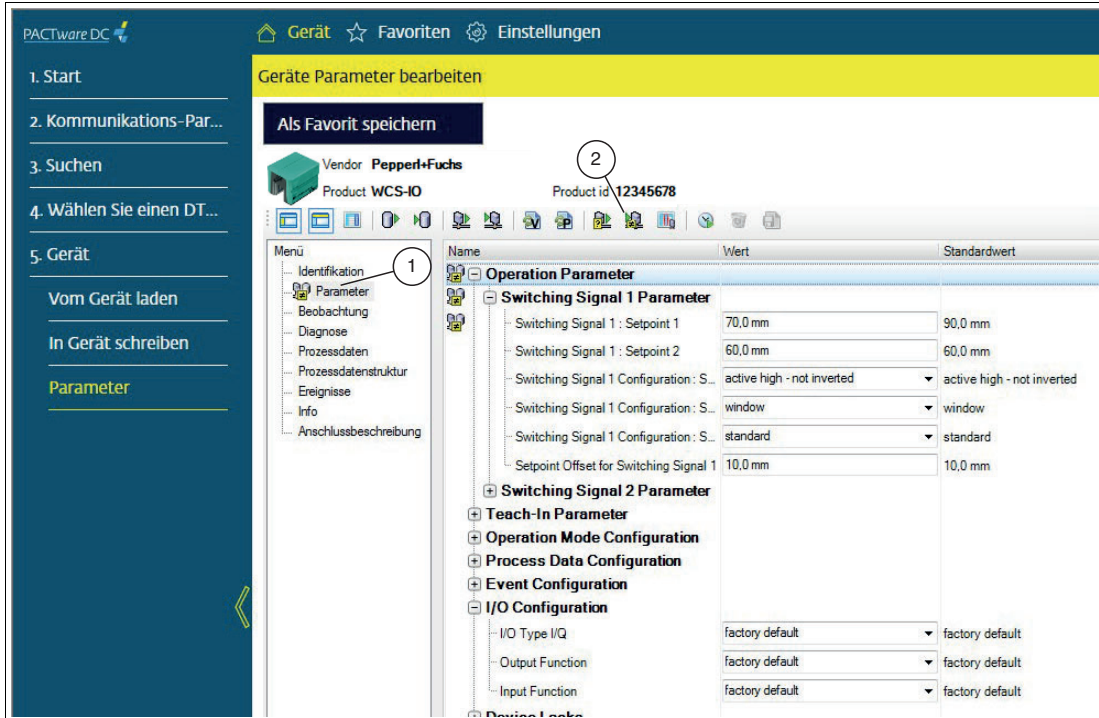 PACTware DC
Gerät Favoriten Einstellungen
1. Start
2. Kommunikations-Par...
3. Suchen
4. Wählen Sie einen DT...
5. Gerät
Vom Gerät laden
In Gerät schreiben
Parameter
Geräte Parameter bearbeiten
Als Favorit speichern
Vendor Pepperl+Fuchs
Product WCS-IO Product id 12345678
2
Menü
Identifikation
Parameter
Beobachtung
Diagnose
Prozessdaten
Prozessdatenstruktur
Ereignisse
Info
Anschlussbeschreibung
1
Name Wert Standardwert
Operation Parameter
Switching Signal 1 Parameter
Switching Signal 1 : Setpoint 1 70,0 mm 90,0 mm
Switching Signal 1 : Setpoint 2 60,0 mm 60,0 mm
Switching Signal 1 Configuration : S... active high - not inverted active high - not inverted
Switching Signal 1 Configuration : S... window window
Switching Signal 1 Configuration : S... standard standard
Setpoint Offset for Switching Signal 1 10,0 mm 10,0 mm
Switching Signal 2 Parameter
Teach-In Parameter
Operation Mode Configuration
Process Data Configuration
Event Configuration
I/O Configuration
I/O Type I/Q factory default factory default
Output Function factory default factory default
Input Function factory default factory default
Device Locks